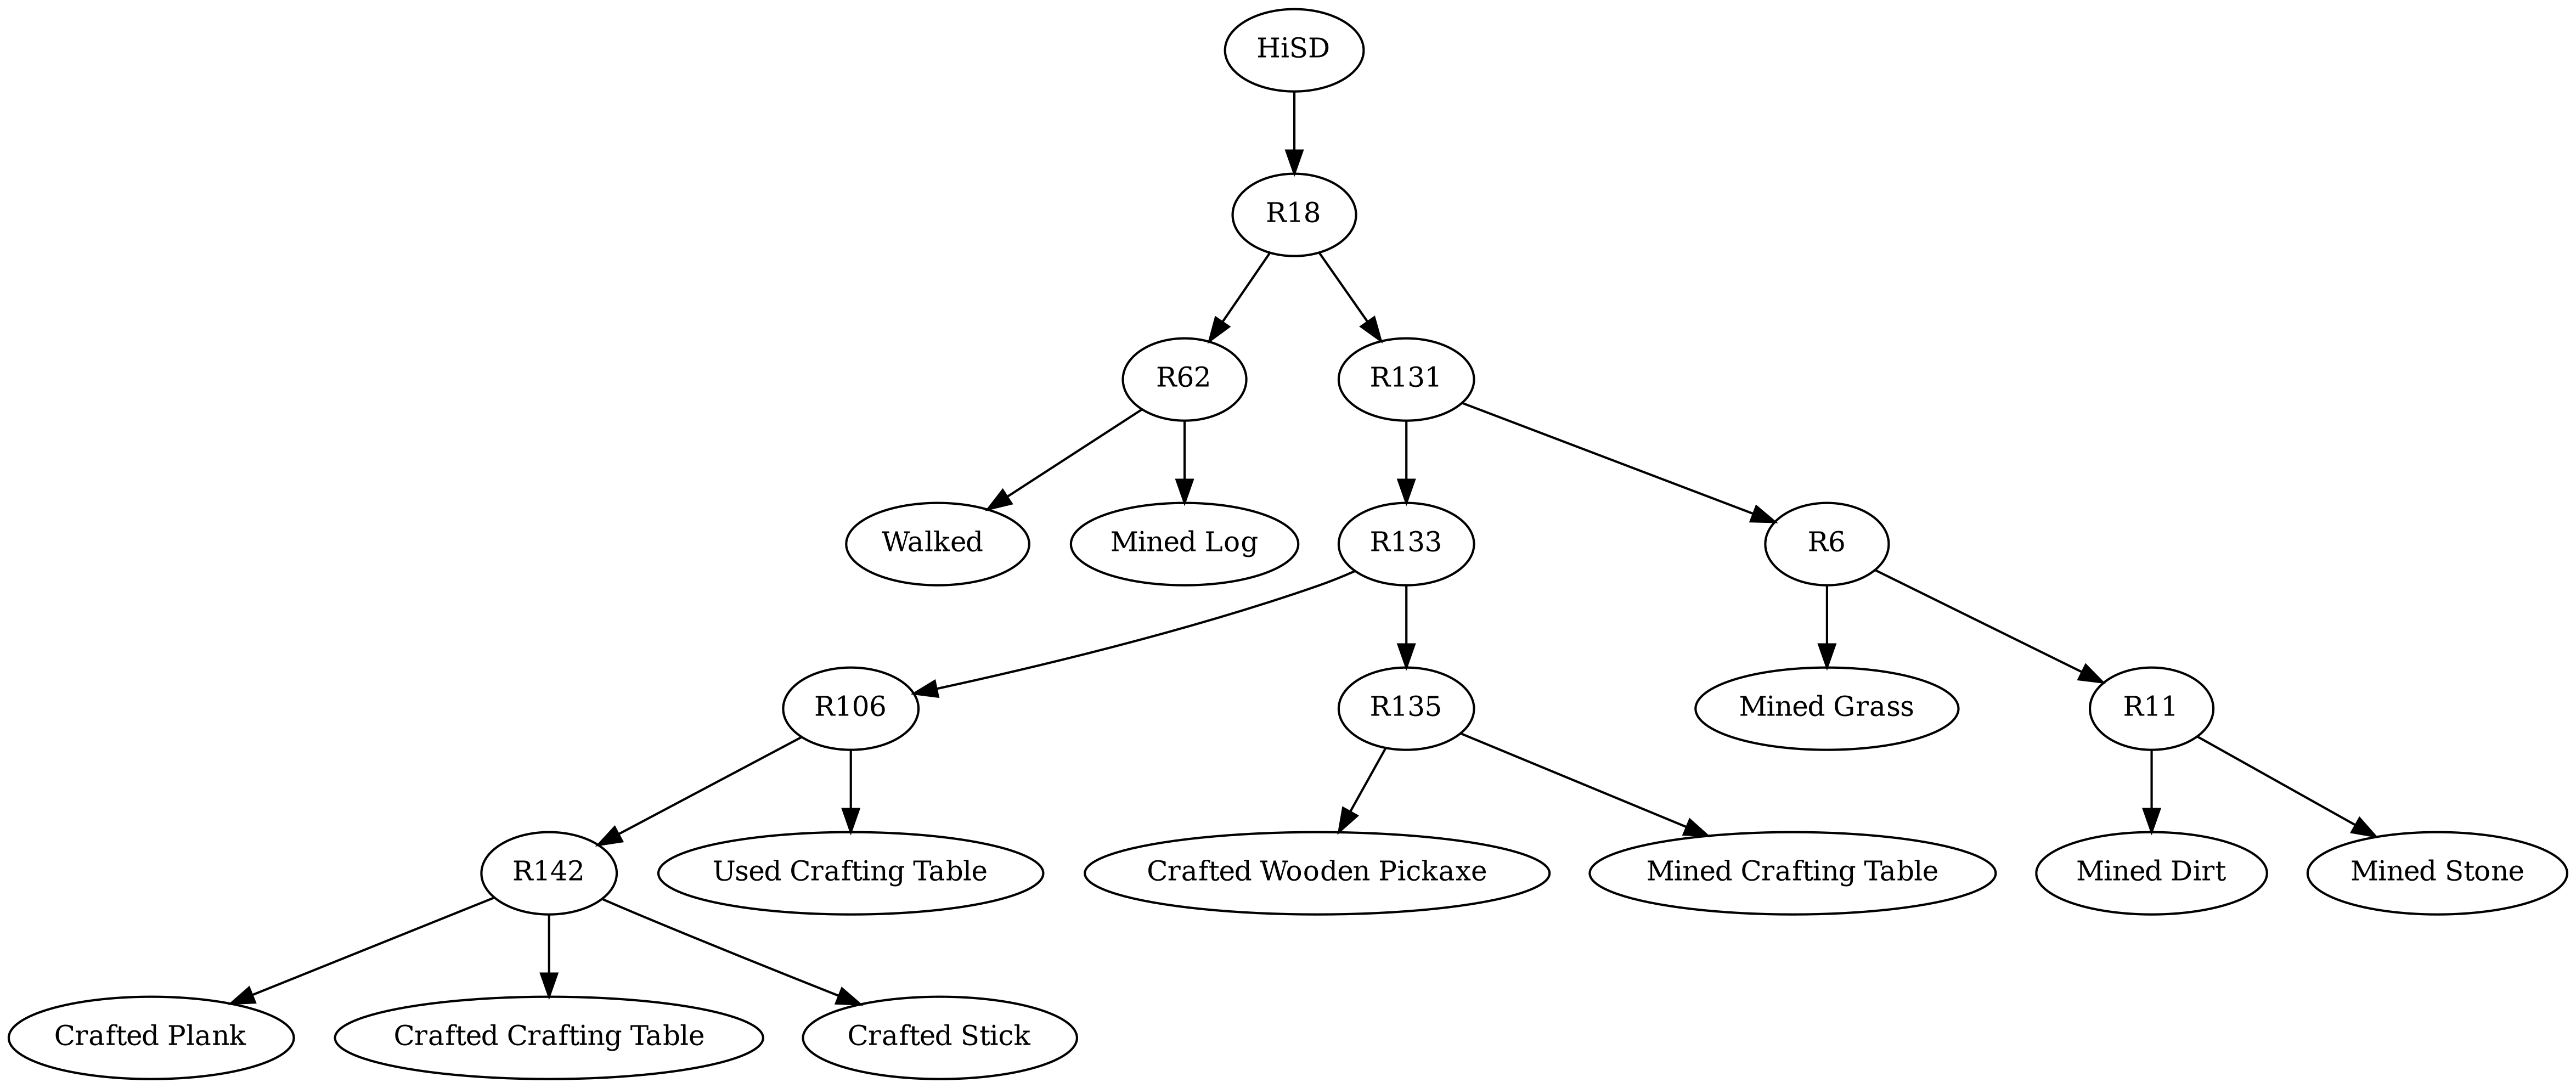 HiSD
R18
R62
R131
Walked
Mined Log
R133
R6
R106
R135
Mined Grass
R11
R142
Used Crafting Table
Crafted Wooden Pickaxe
Mined Crafting Table
Mined Dirt
Mined Stone
Crafted Plank
Crafted Crafting Table
Crafted Stick